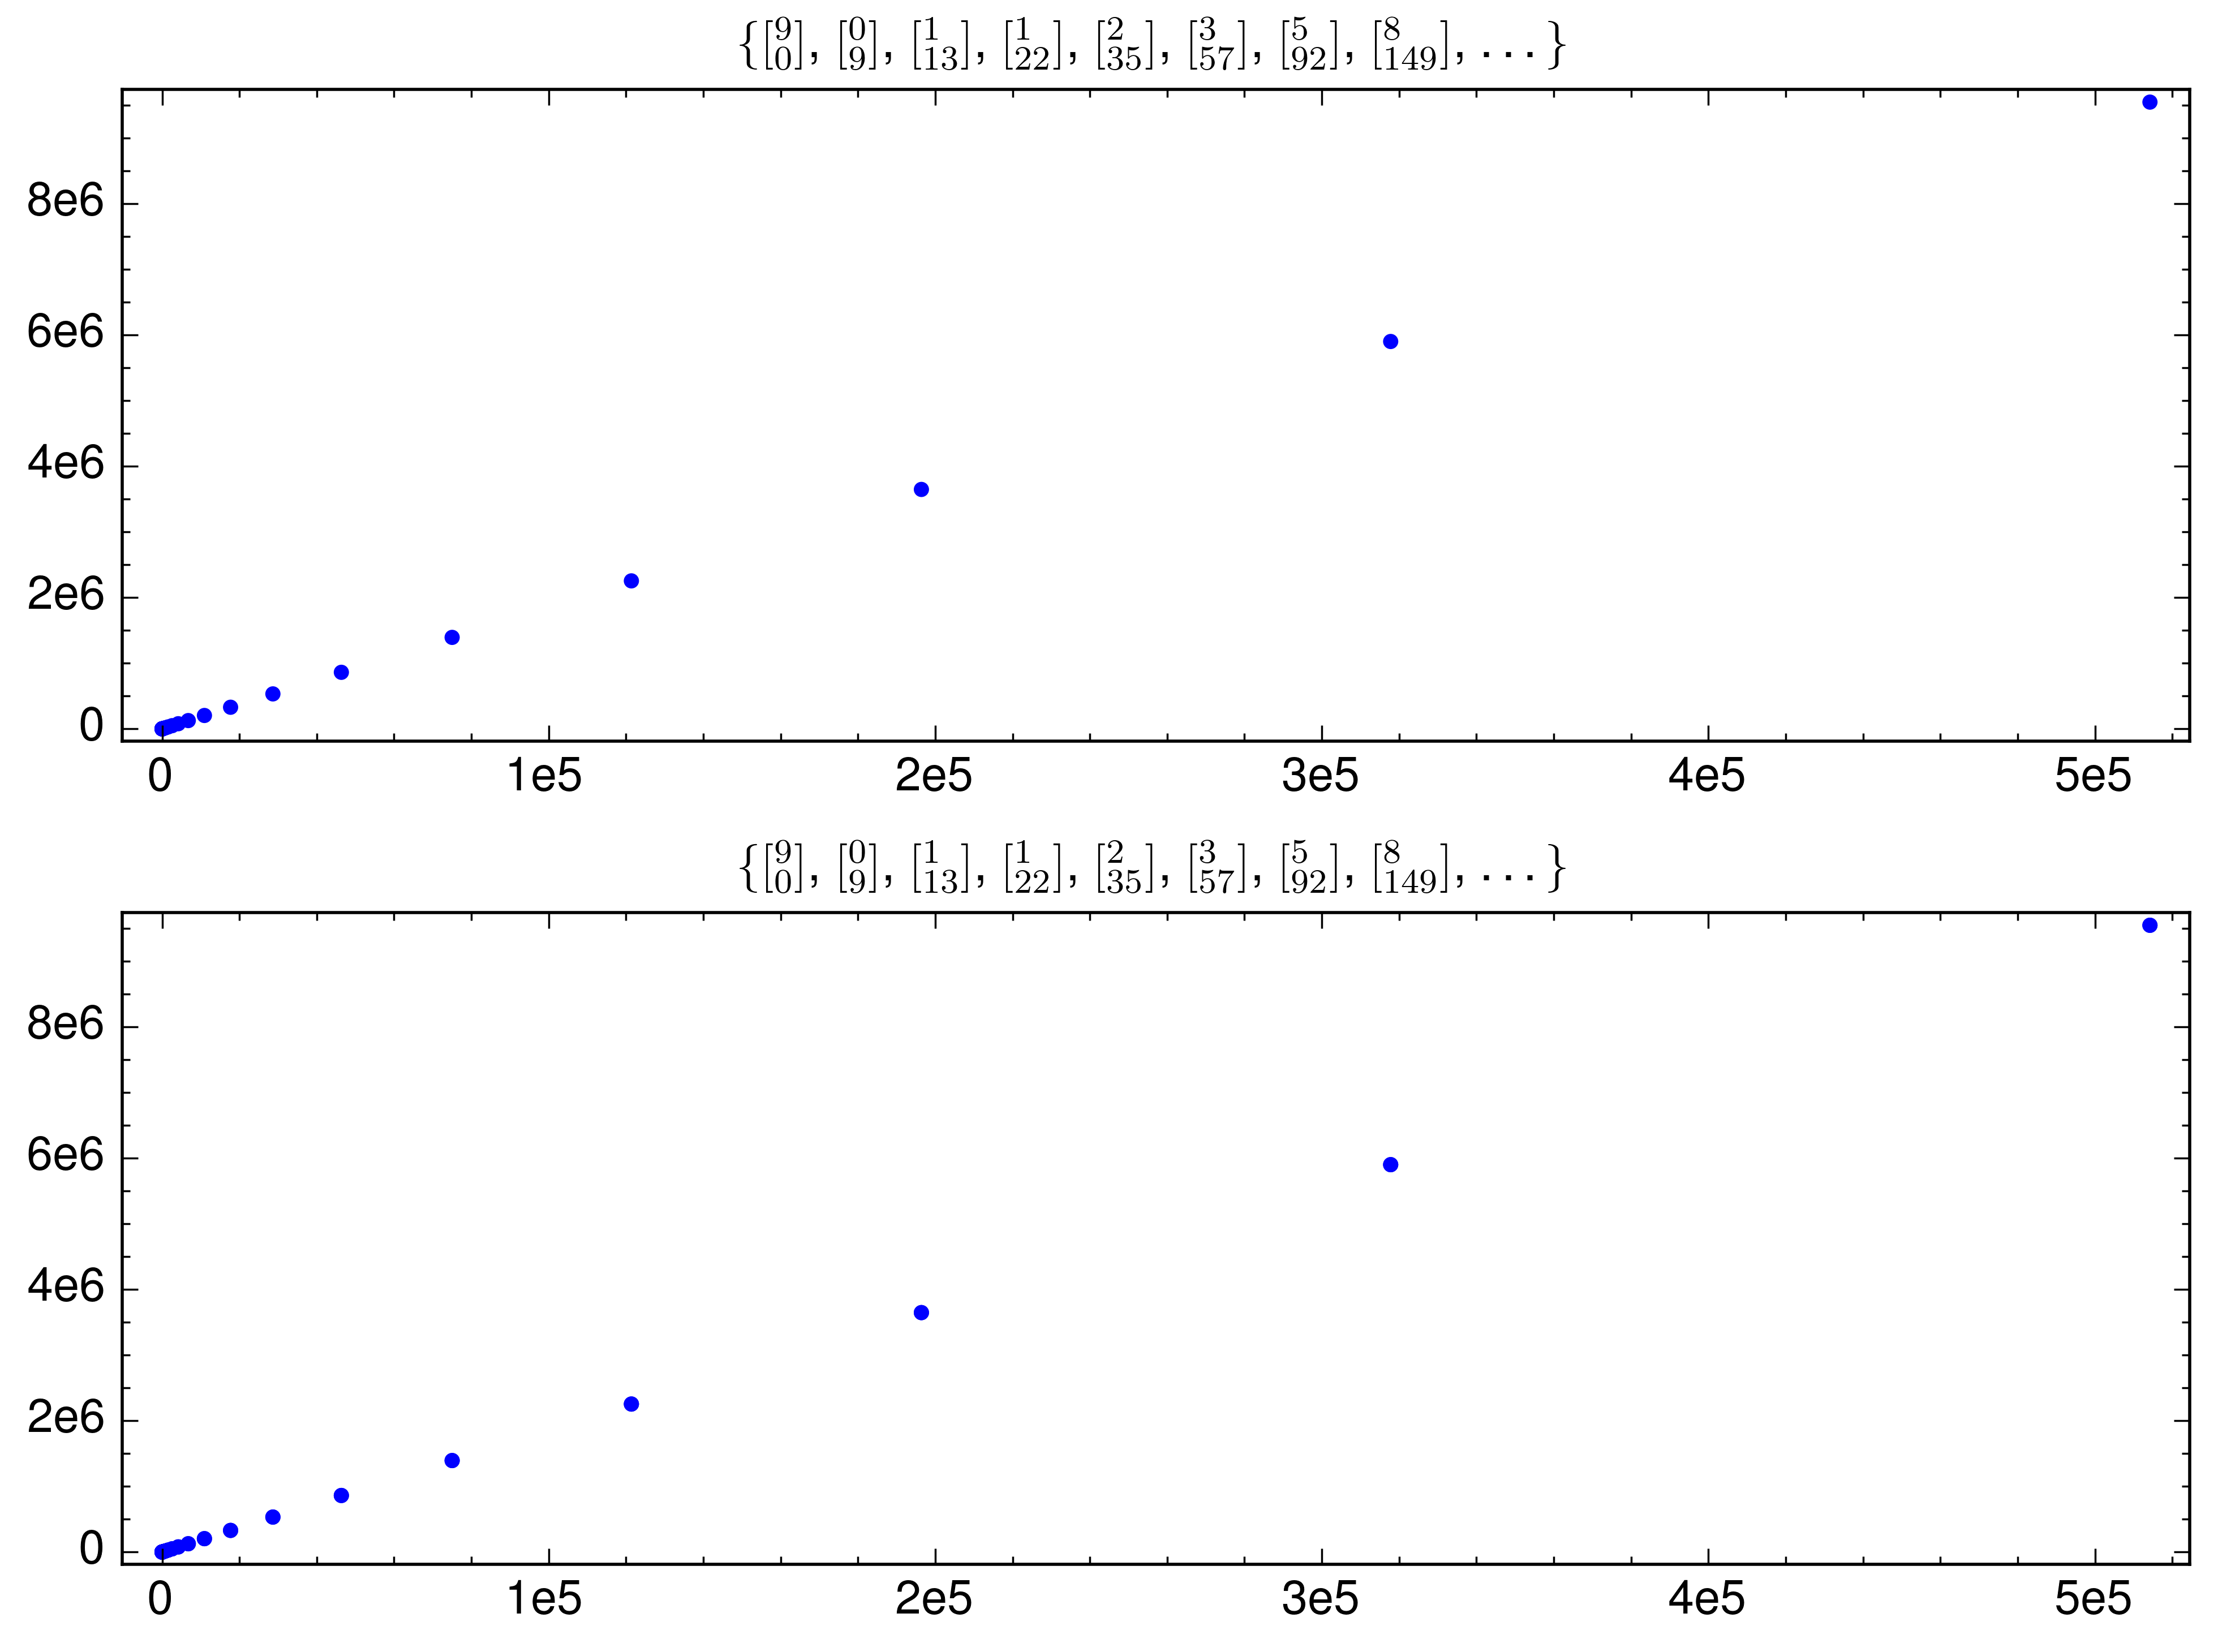 {[9 0], [0 9], [1 13], [1 22], [2 35], [3 57], [5 92], [8 149], ...}
8e6
6e6
4e6
2e6
0
0 1e5 2e5 3e5 4e5 5e5
{[9 0], [0 9], [1 13], [1 22], [2 35], [3 57], [5 92], [8 149], ...}
8e6
6e6
4e6
2e6
0
0 1e5 2e5 3e5 4e5 5e5